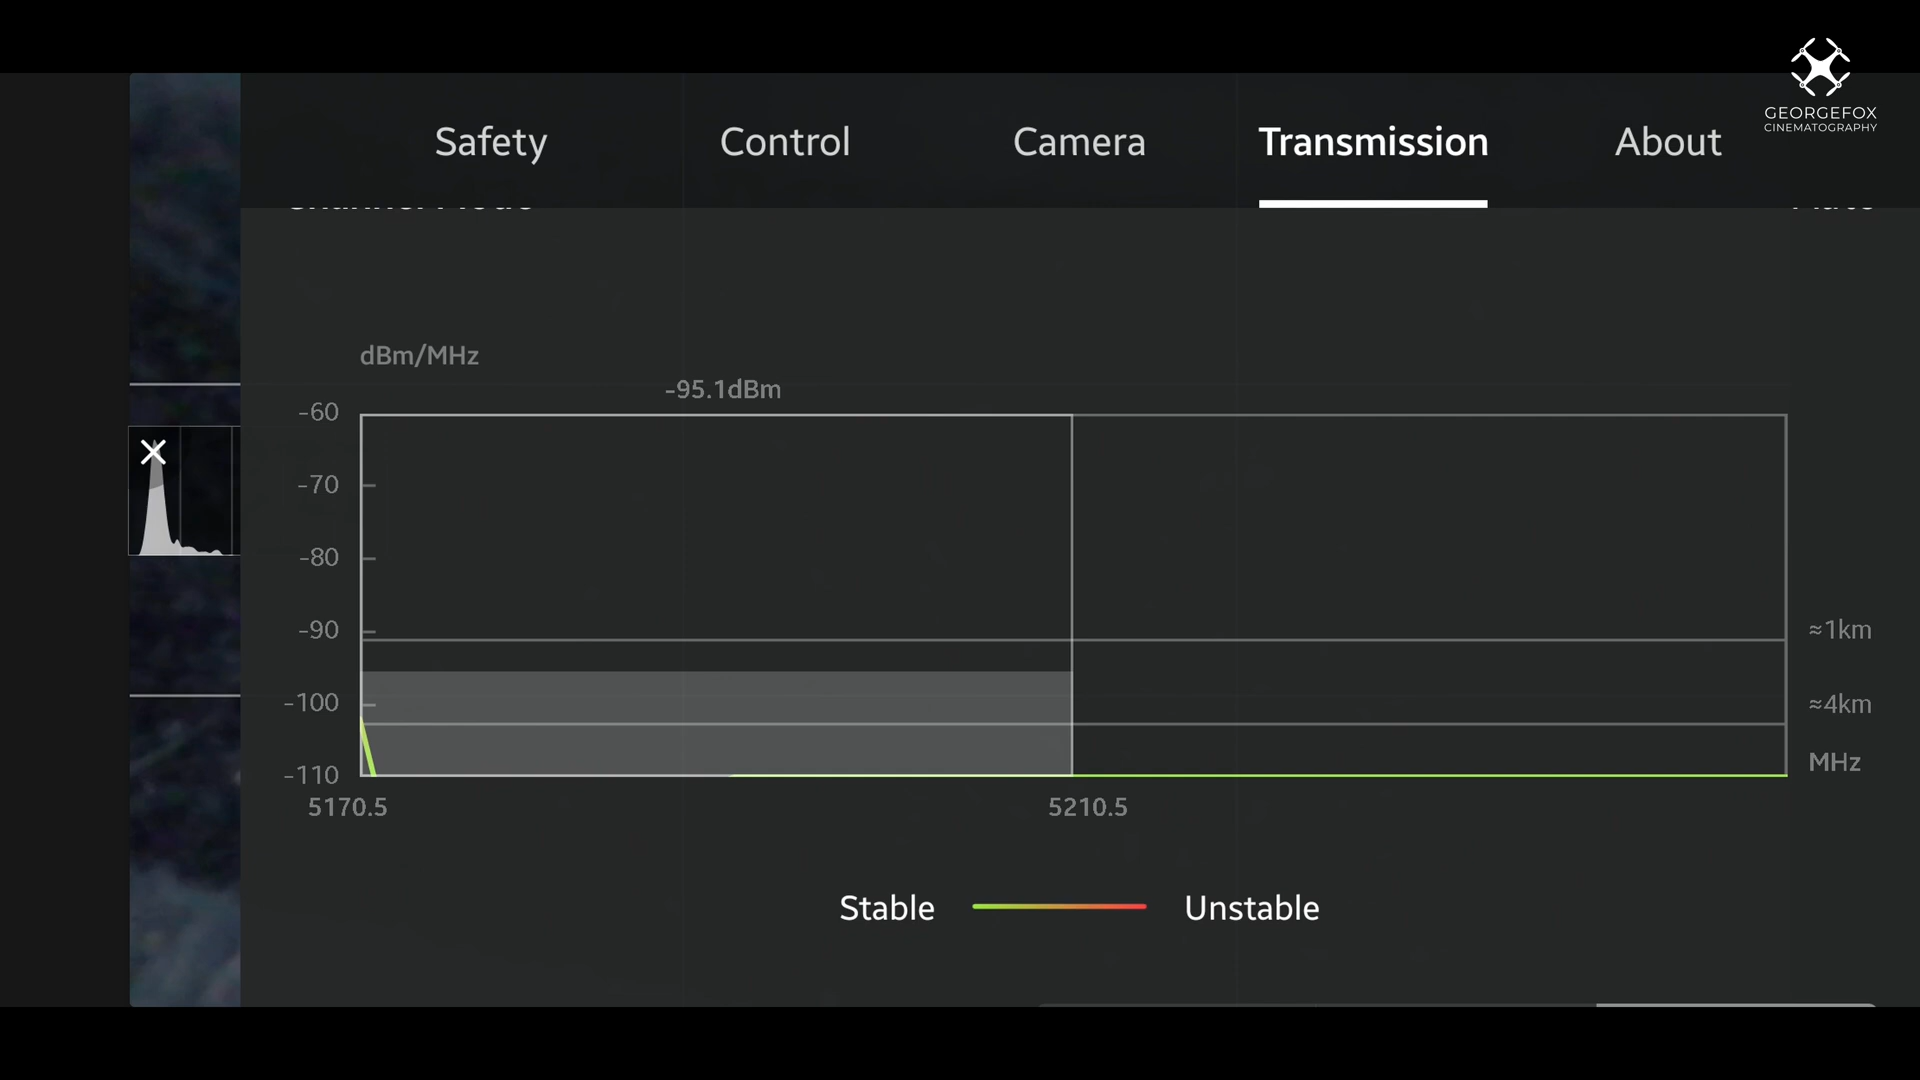 GEORGEFOX
CINEMATOGRAPHY
Safety Control Camera Transmission About
dBm/MHz
-95.1dBm
-60
-70
-80
-90
≈1km
-100
≈4km
-110
MHz
5170.5 5210.5
Stable Unstable